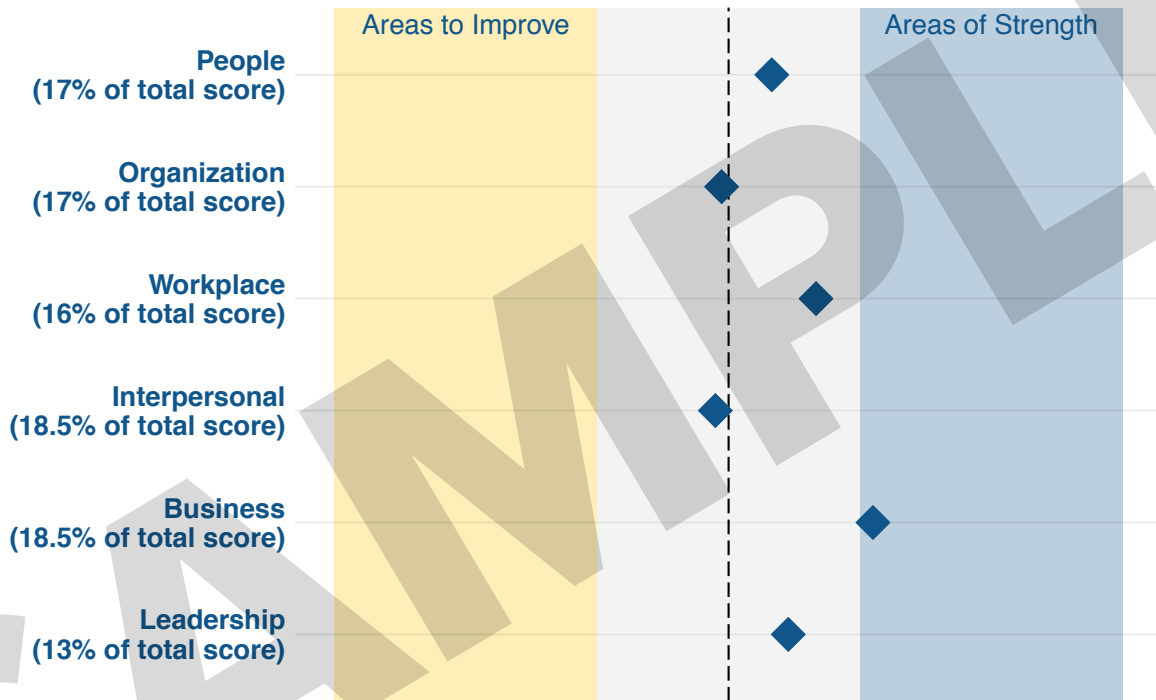 Areas to Improve
Areas of Strength
People
(17% of total score)
Organization
(17% of total score)
Workplace
(16% of total score)
Interpersonal
(18.5% of total score)
Business
(18.5% of total score)
Leadership
(13% of total score)
SAMPLE